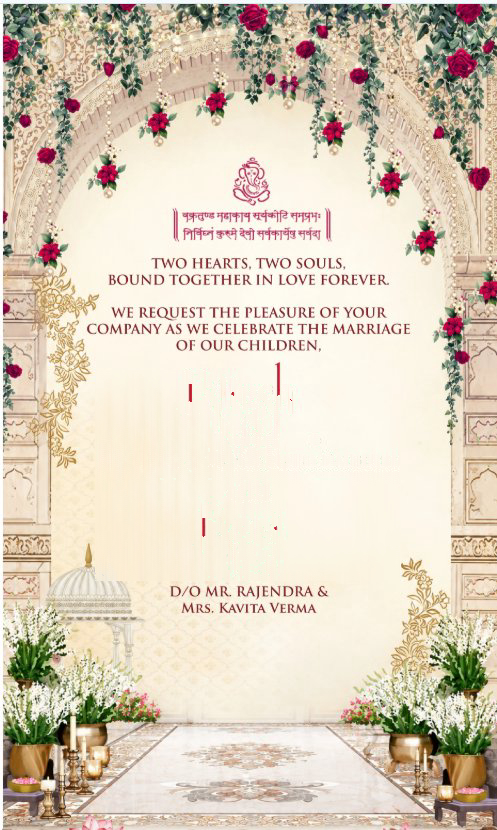 वक्रतुण्ड महाकाय सूर्यकोटि समप्रभः
निर्विघ्नं कुरुमे देवो सर्वकार्येषु सर्वदा
TWO HEARTS, TWO SOULS,
BOUND TOGETHER IN LOVE FOREVER.
WE REQUEST THE PLEASURE OF YOUR
COMPANY AS WE CELEBRATE THE MARRIAGE
OF OUR CHILDREN,
D/O MR. RAJENDRA &
MRS. KAVITA VERMA